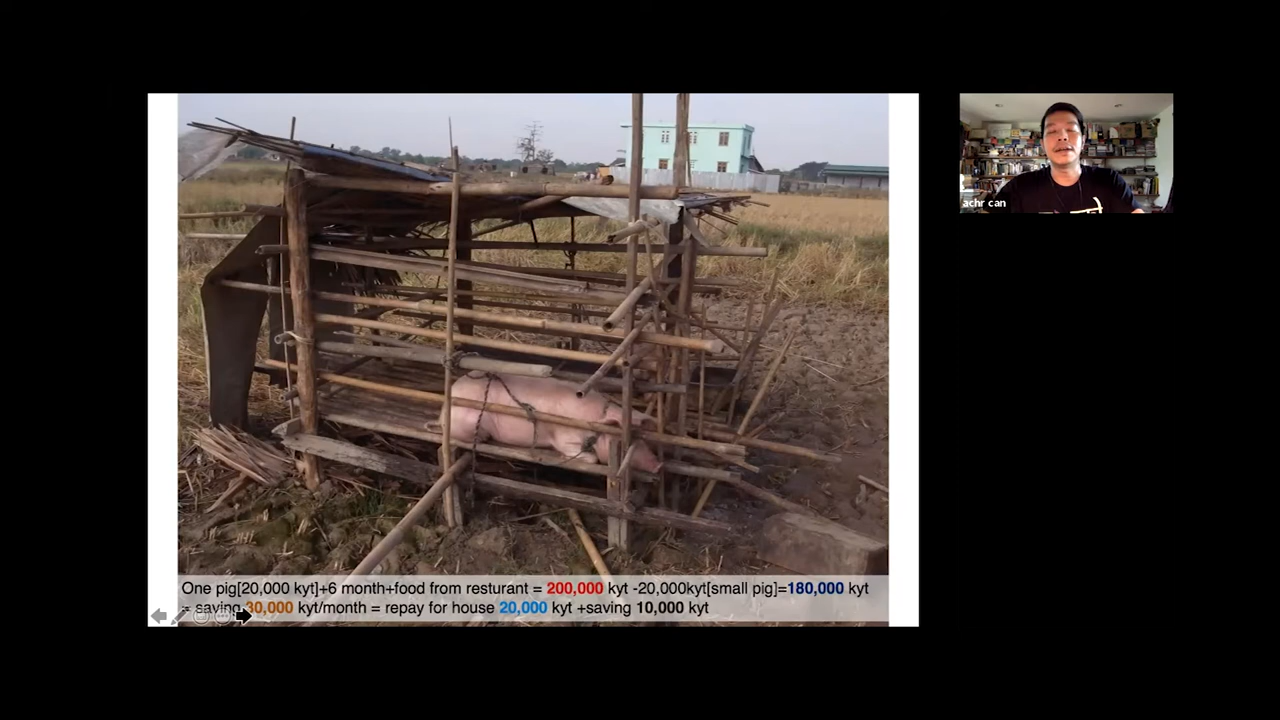 One pig[20,000 kyt]+6 month+food from resturant = 200,000 kyt -20,000kyt[small pig]=180,000 kyt
= saving 30,000 kyt/month = repay for house 20,000 kyt +saving 10,000 kyt
achr can